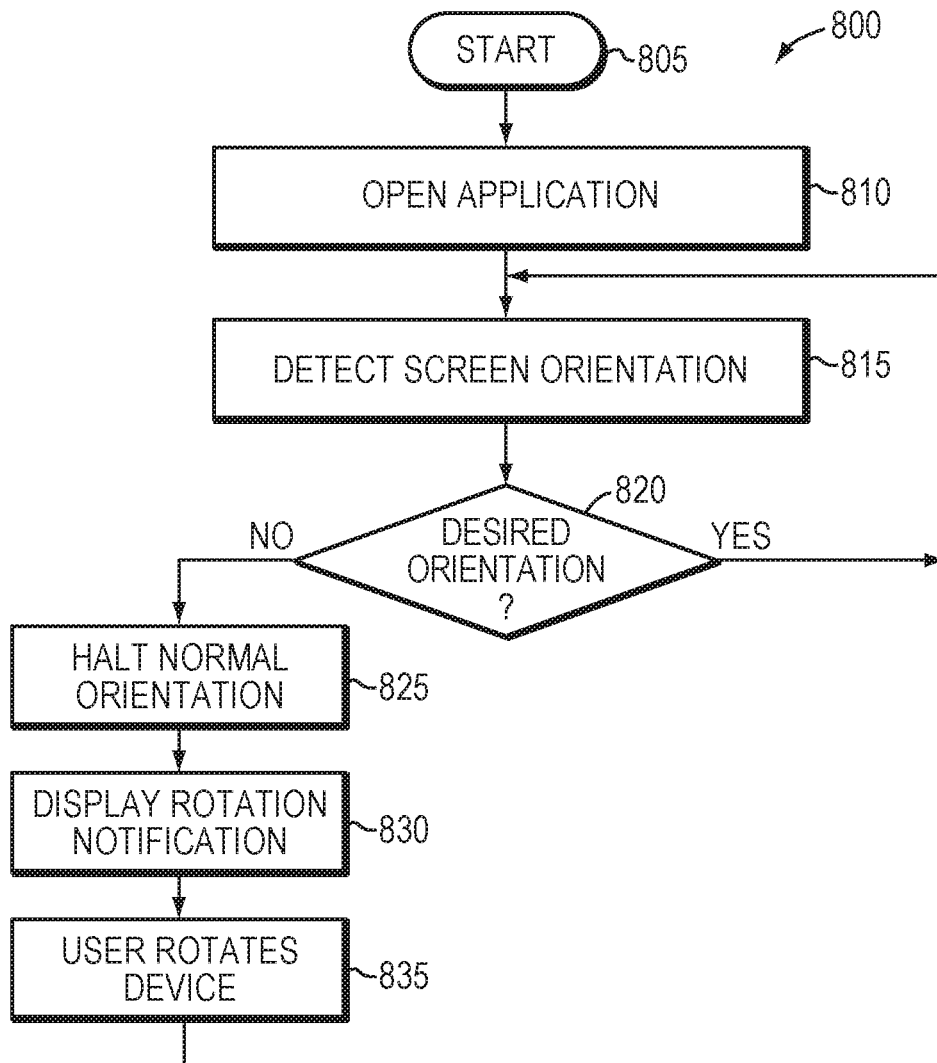 800
START
805
OPEN APPLICATION
810
DETECT SCREEN ORIENTATION
815
820
DESIRED
ORIENTATION
?
NO
YES
HALT NORMAL
ORIENTATION
825
DISPLAY ROTATION
NOTIFICATION
830
USER ROTATES
DEVICE
835